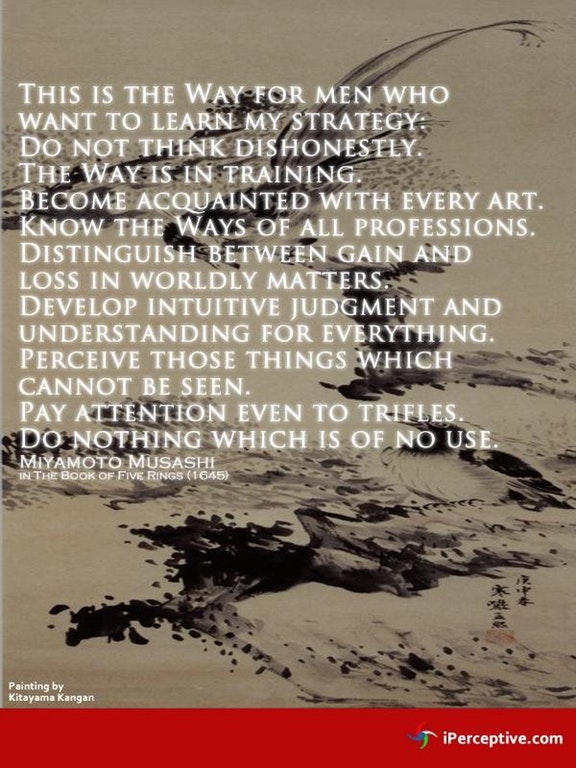 THIS IS THE WAY FOR MEN WHO
WANT TO LEARN MY STRATEGY:
DO NOT THINK DISHONESTLY.
THE WAY IS IN TRAINING.
BECOME ACQUAINTED WITH EVERY ART.
KNOW THE WAYS OF ALL PROFESSIONS.
DISTINGUISH BETWEEN GAIN AND
LOSS IN WORLDLY MATTERS.
DEVELOP INTUITIVE JUDGMENT AND
UNDERSTANDING FOR EVERYTHING.
PERCEIVE THOSE THINGS WHICH
CANNOT BE SEEN.
PAY ATTENTION EVEN TO TRIFLES.
DO NOTHING WHICH IS OF NO USE.
MIYAMOTO MUSASHI
IN THE BOOK OF FIVE RINGS (1645)
Painting by
Kitayama Kangan
iPerceptive.com